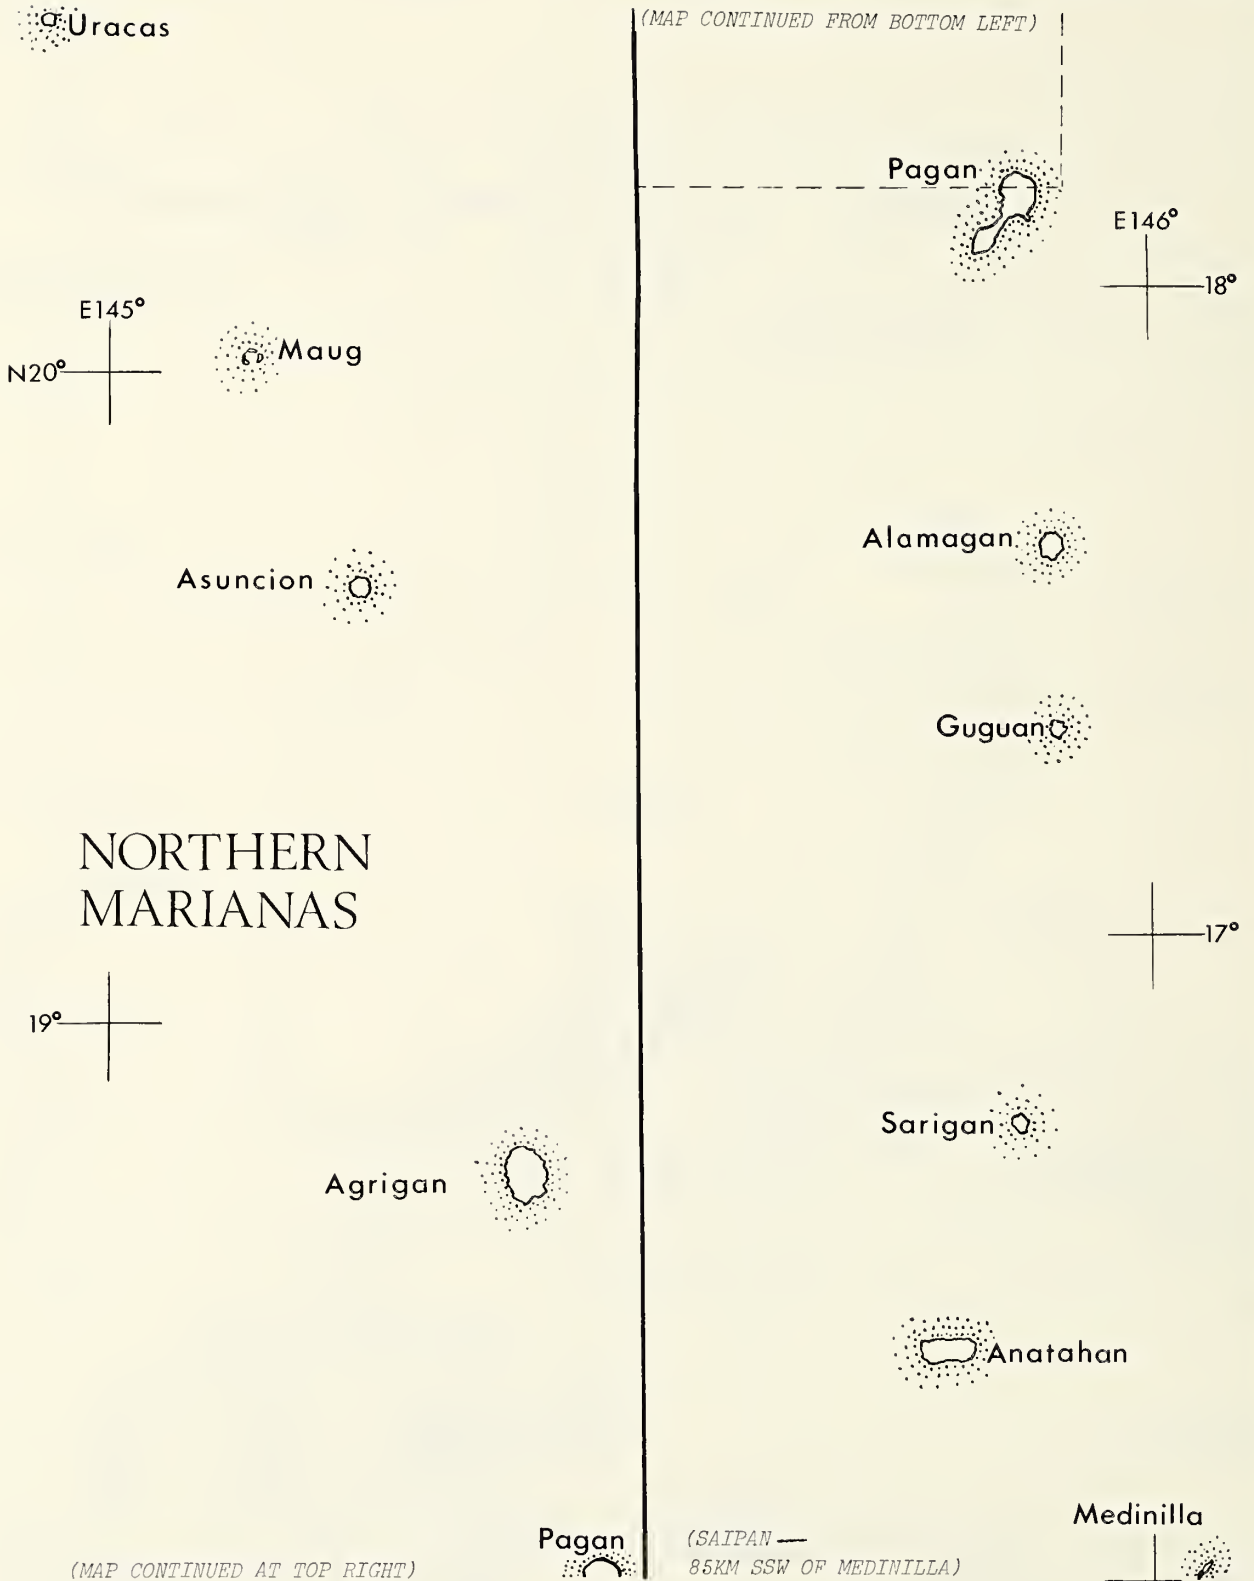 Uracas
E145°
N20°
Maug
Asuncion
NORTHERN
MARIANAS
19°
Agrigan
Pagan
(MAP CONTINUED AT TOP RIGHT)
(MAP CONTINUED FROM BOTTOM LEFT)
Pagan
E146°
18°
Alamagan
Guguan
17°
Sarigan
Anatahan
Medinilla
(SAIPAN —
85KM SSW OF MEDINILLA)